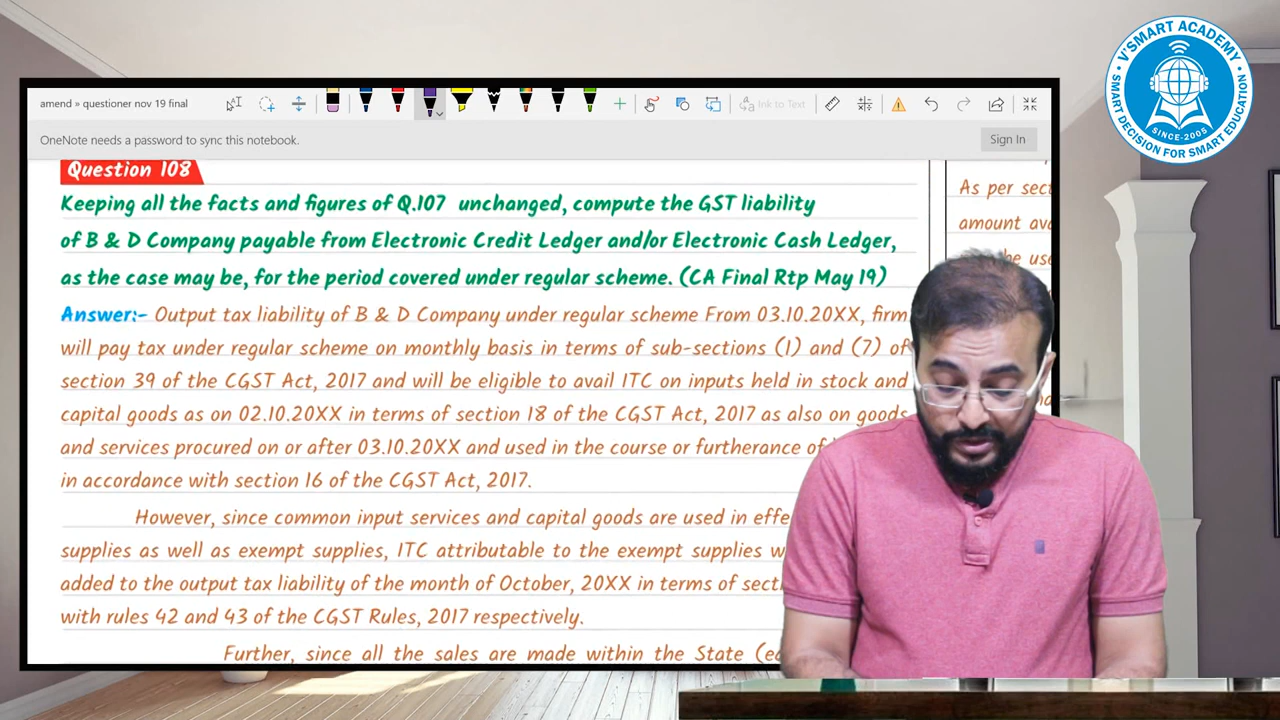 V'SMART ACADEMY
SINCE-2005
SMART DECISION FOR SMART EDUCATION
amend » questioner nov 19 final
Ink to Text
OneNote needs a password to sync this notebook.
Sign In
Question 108
Keeping all the facts and figures of Q.107 unchanged, compute the GST liability
of B & D Company payable from Electronic Credit Ledger and/or Electronic Cash Ledger,
as the case may be, for the period covered under regular scheme. (CA Final Rtp May 19)
Answer:- Output tax liability of B & D Company under regular scheme From 03.10.20XX, firm
will pay tax under regular scheme on monthly basis in terms of sub-sections (1) and (7) of
section 39 of the CGST Act, 2017 and will be eligible to avail ITC on inputs held in stock and
capital goods as on 02.10.20XX in terms of section 18 of the CGST Act, 2017 as also on goods
and services procured on or after 03.10.20XX and used in the course or furtherance of
in accordance with section 16 of the CGST Act, 2017.
However, since common input services and capital goods are used in effe
supplies as well as exempt supplies, ITC attributable to the exempt supplies w
added to the output tax liability of the month of October, 20XX in terms of secti
with rules 42 and 43 of the CGST Rules, 2017 respectively.
Further, since all the sales are made within the State (ea
As per sect
amount ava
he use